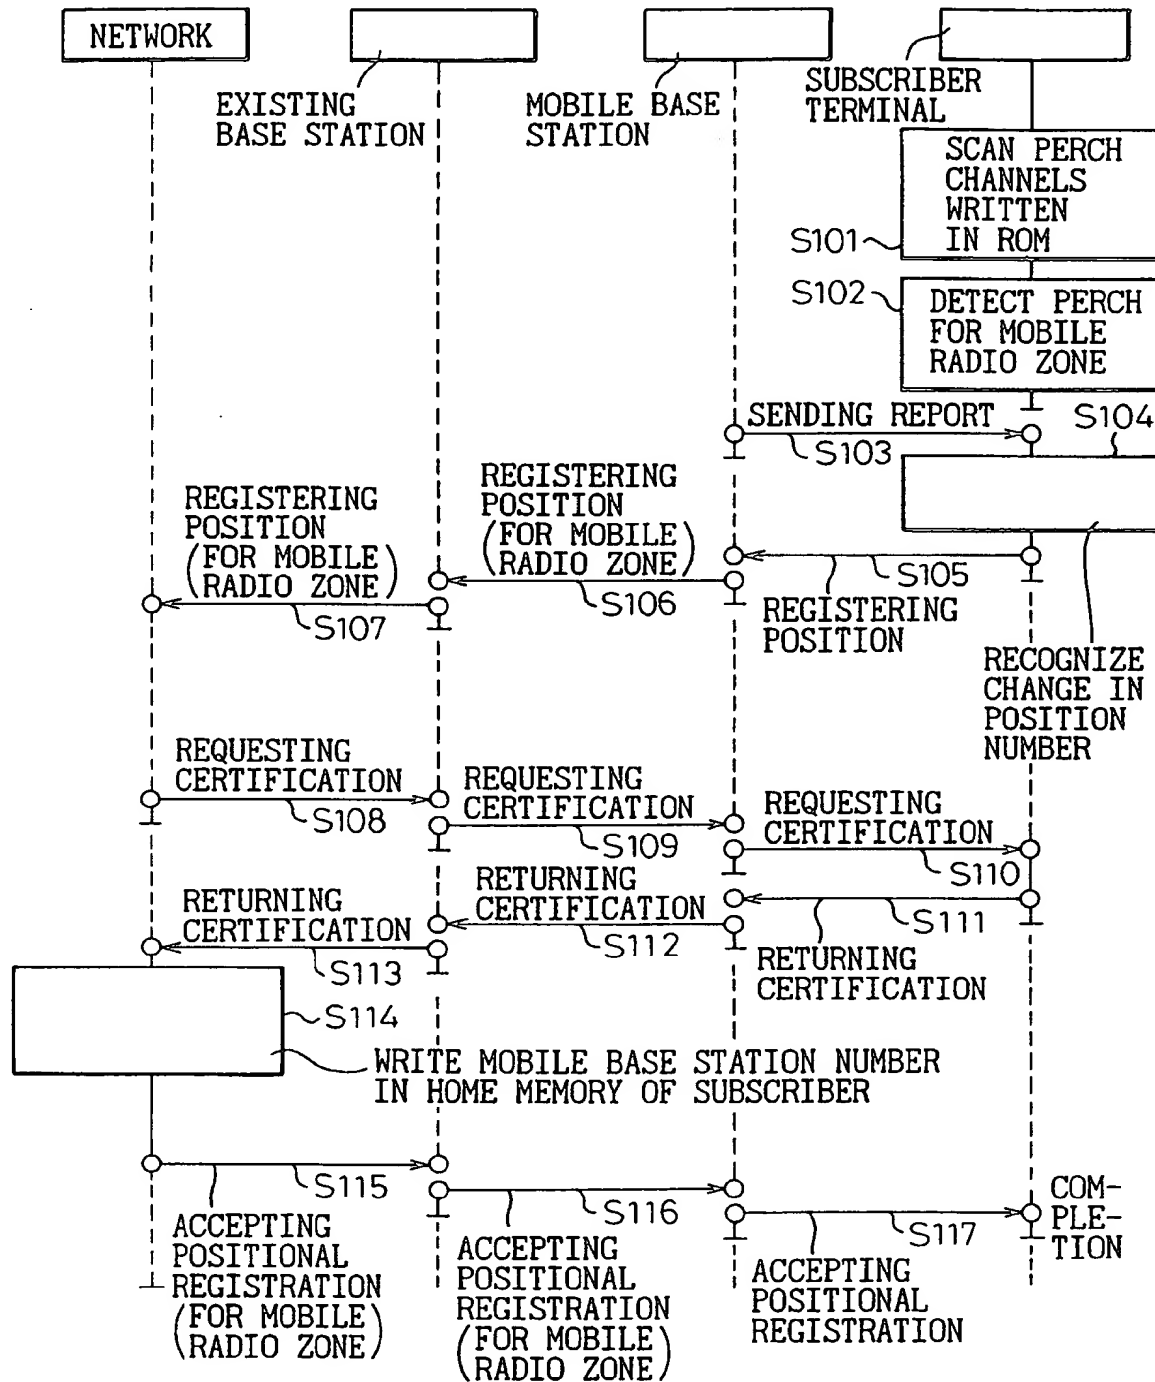 NETWORK
EXISTING
BASE STATION
MOBILE BASE
STATION
SUBSCRIBER
TERMINAL
SCAN PERCH
CHANNELS
WRITTEN
IN ROM
S101
S102
DETECT PERCH
FOR MOBILE
RADIO ZONE
SENDING REPORT
S103
S104
REGISTERING
POSITION
(FOR MOBILE
RADIO ZONE)
S107
REGISTERING
POSITION
(FOR MOBILE
RADIO ZONE)
S106
S105
REGISTERING
POSITION
RECOGNIZE
CHANGE IN
POSITION
NUMBER
REQUESTING
CERTIFICATION
S108
REQUESTING
CERTIFICATION
S109
REQUESTING
CERTIFICATION
S110
RETURNING
CERTIFICATION
S113
RETURNING
CERTIFICATION
S112
S111
RETURNING
CERTIFICATION
S114
WRITE MOBILE BASE STATION NUMBER
IN HOME MEMORY OF SUBSCRIBER
S115
ACCEPTING
POSITIONAL
REGISTRATION
(FOR MOBILE
RADIO ZONE)
S116
ACCEPTING
POSITIONAL
REGISTRATION
(FOR MOBILE
RADIO ZONE)
S117
ACCEPTING
POSITIONAL
REGISTRATION
COM-
PLE-
TION